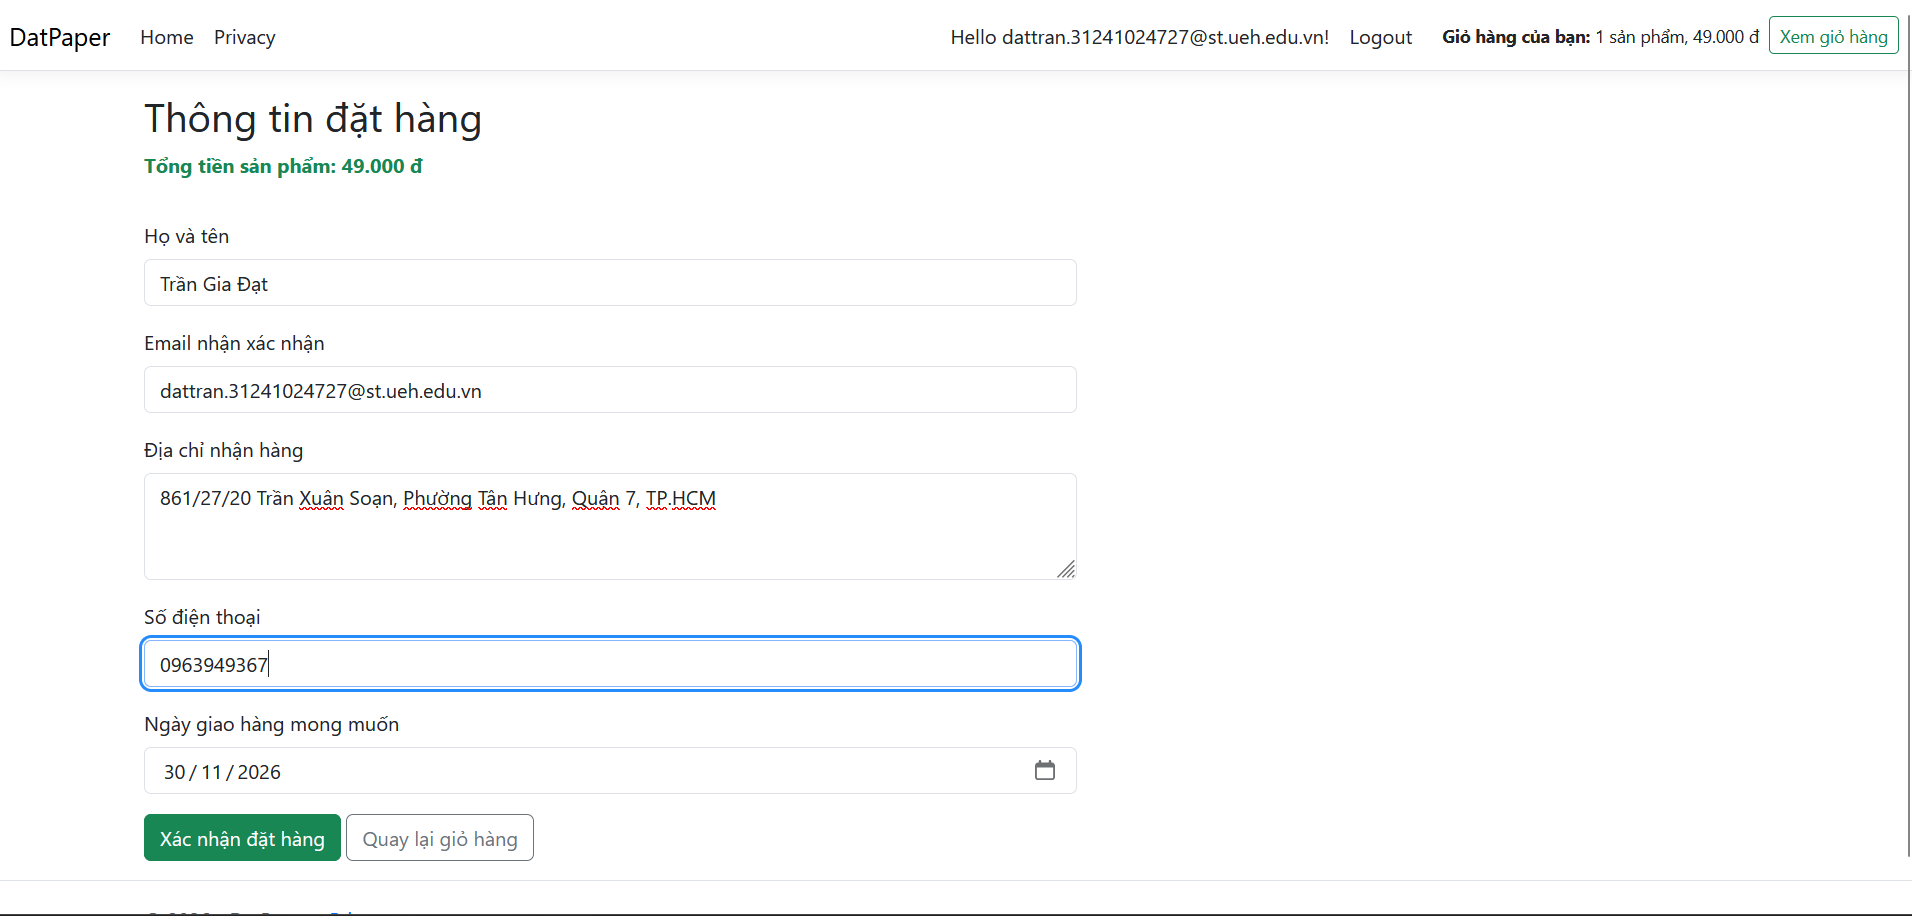 DatPaper Home Privacy Hello dattran.31241024727@st.ueh.edu.vn! Logout Giỏ hàng của bạn: 1 sản phẩm, 49.000 đ Xem giỏ hàng
Thông tin đặt hàng
Tổng tiền sản phẩm: 49.000 đ
Họ và tên
Trần Gia Đạt
Email nhận xác nhận
dattran.31241024727@st.ueh.edu.vn
Địa chỉ nhận hàng
861/27/20 Trần Xuân Soạn, Phường Tân Hưng, Quận 7, TP.HCM
Số điện thoại
0963949367
Ngày giao hàng mong muốn
30 / 11 / 2026
Xác nhận đặt hàng Quay lại giỏ hàng